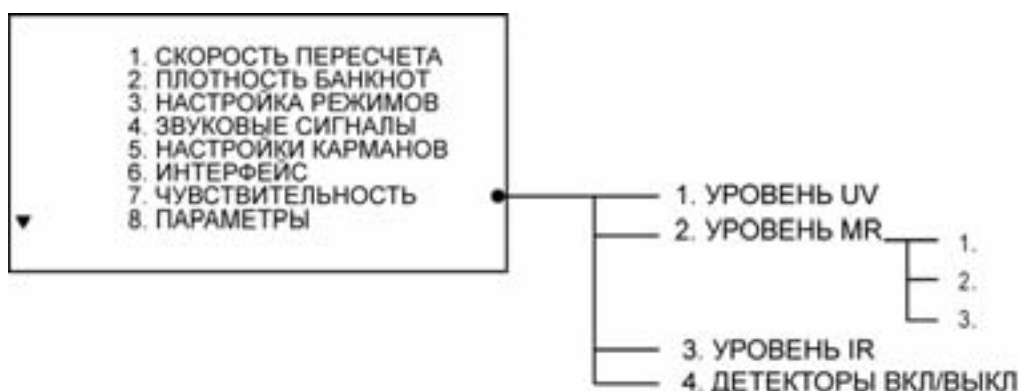 1. СКОРОСТЬ ПЕРЕСЧЕТА
2. ПЛОТНОСТЬ БАНКНОТ
3. НАСТРОЙКА РЕЖИМОВ
4. ЗВУКОВЫЕ СИГНАЛЫ
5. НАСТРОЙКИ КАРМАНОВ
6. ИНТЕРФЕЙС
7. ЧУВСТВИТЕЛЬНОСТЬ
8. ПАРАМЕТРЫ
1. УРОВЕНЬ UV
2. УРОВЕНЬ MR
1.
2.
3.
3. УРОВЕНЬ IR
4. ДЕТЕКТОРЫ ВКЛ/ВЫКЛ